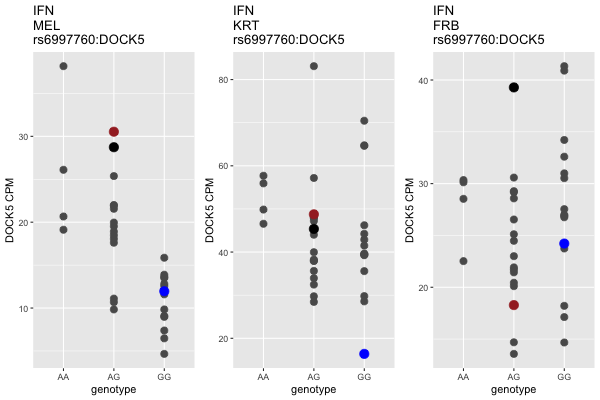 IFN
MEL
rs6997760:DOCK5
DOCK5 CPM
30
20
10
AA
AG
GG
genotype
IFN
KRT
rs6997760:DOCK5
DOCK5 CPM
80
60
40
20
AA
AG
GG
genotype
IFN
FRB
rs6997760:DOCK5
DOCK5 CPM
40
30
20
AA
AG
GG
genotype